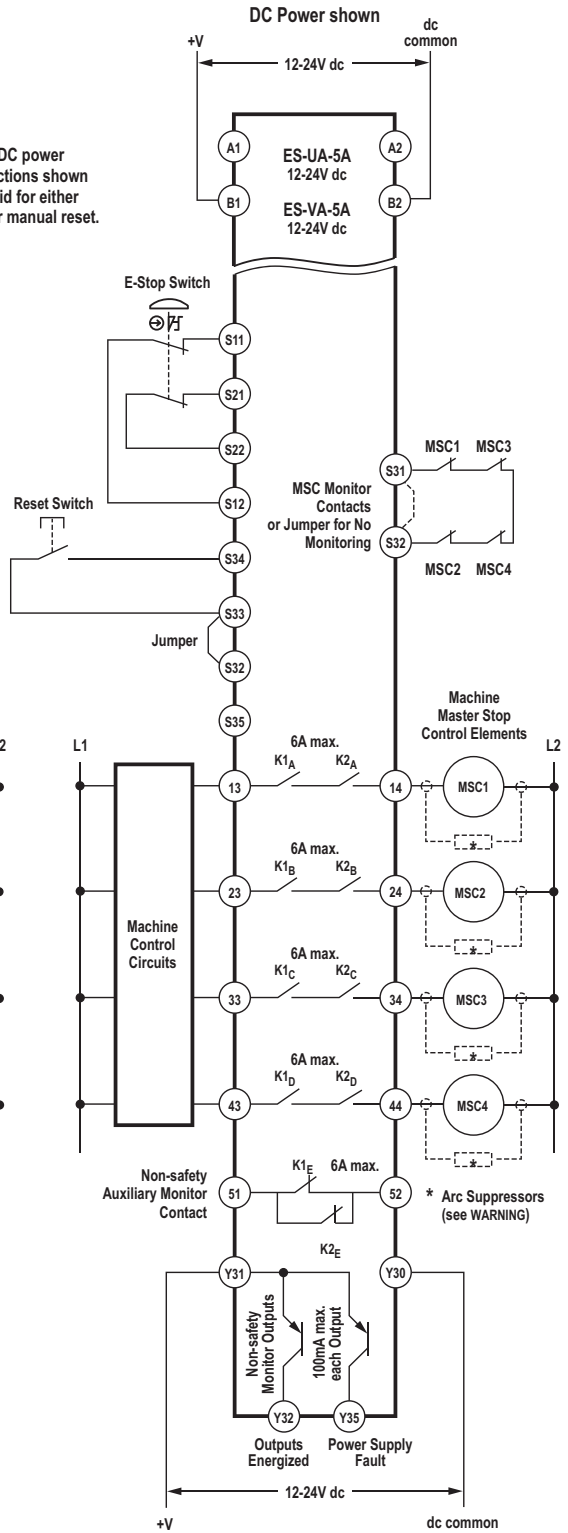 DC Power shown
+V
dc
common
12-24V dc
DC power
ctions shown
id for either
r manual reset.
A1
A2
ES-UA-5A
12-24V dc
B1
B2
ES-VA-5A
12-24V dc
E-Stop Switch
S11
S21
S22
S12
Reset Switch
S34
S33
Jumper
S32
S35
S31
MSC1 MSC3
MSC Monitor
Contacts
or Jumper for No
Monitoring
S32
MSC2 MSC4
Machine
Master Stop
Control Elements
2
L1
L2
6A max.
K1A K2A
13
14
MSC1
*
6A max.
K1B K2B
23
24
MSC2
*
Machine
Control
Circuits
6A max.
K1C K2C
33
34
MSC3
*
6A max.
K1D K2D
43
44
MSC4
*
Non-safety
Auxiliary Monitor
Contact
K1E 6A max.
51
52
K2E
* Arc Suppressors
(see WARNING)
Y31
Y30
Non-safety
Monitor Outputs
100mA max.
each Output
Y32
Y35
Outputs
Energized
Power Supply
Fault
12-24V dc
+V
dc common